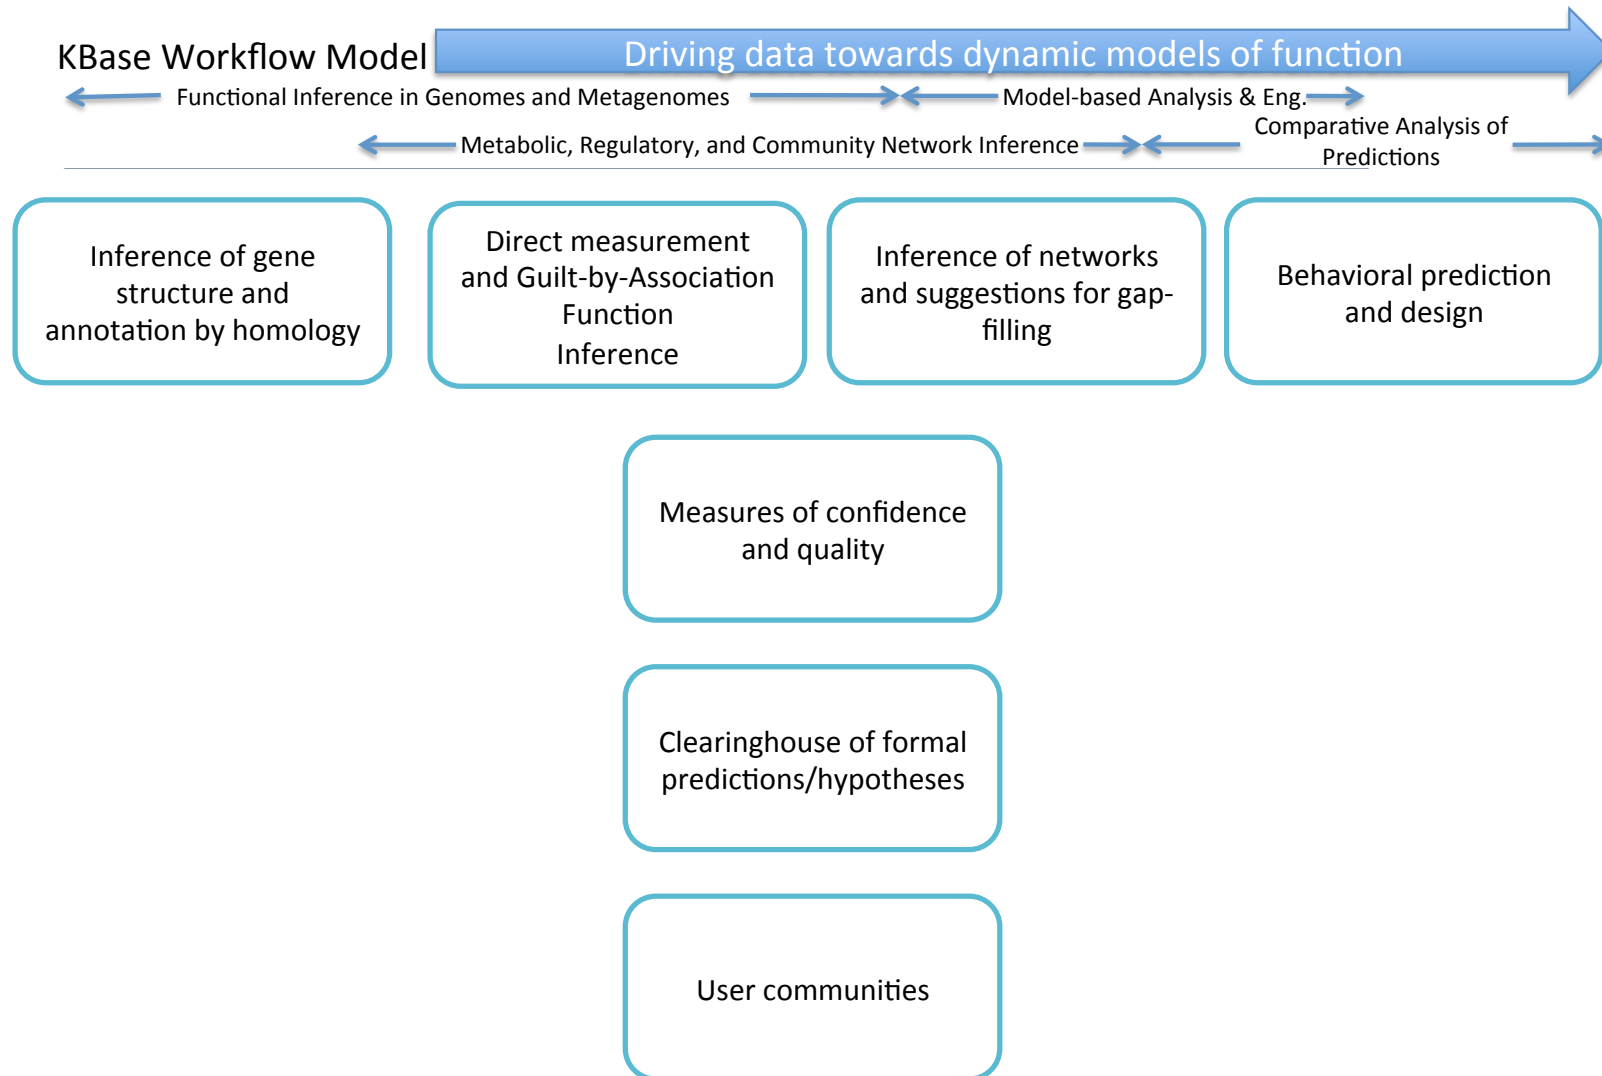 KBase Workflow Model
Driving data towards dynamic models of function
Functional Inference in Genomes and Metagenomes
Model-based Analysis & Eng.
Metabolic, Regulatory, and Community Network Inference
Comparative Analysis of
Predictions
Inference of gene
structure and
annotation by homology
Direct measurement
and Guilt-by-Association
Function
Inference
Inference of networks
and suggestions for gap-
filling
Behavioral prediction
and design
Measures of confidence
and quality
Clearinghouse of formal
predictions/hypotheses
User communities